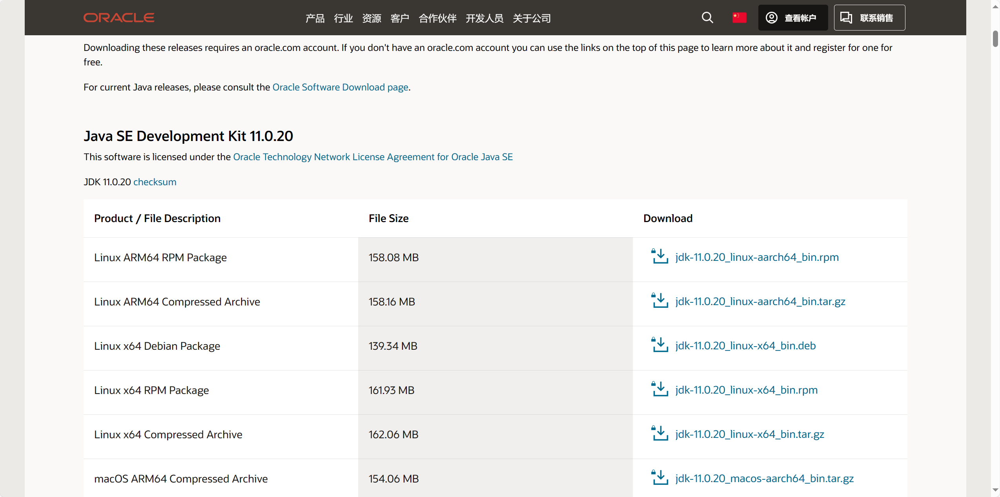 ORACLE
产品 行业 资源 客户 合作伙伴 开发人员 关于公司
查看帐户
联系销售
Downloading these releases requires an oracle.com account. If you don't have an oracle.com account you can use the links on the top of this page to learn more about it and register for one for
free.
For current Java releases, please consult the Oracle Software Download page.
Java SE Development Kit 11.0.20
This software is licensed under the Oracle Technology Network License Agreement for Oracle Java SE
JDK 11.0.20 checksum
Product / File Description File Size Download
Linux ARM64 RPM Package 158.08 MB jdk-11.0.20_linux-aarch64_bin.rpm
Linux ARM64 Compressed Archive 158.16 MB jdk-11.0.20_linux-aarch64_bin.tar.gz
Linux x64 Debian Package 139.34 MB jdk-11.0.20_linux-x64_bin.deb
Linux x64 RPM Package 161.93 MB jdk-11.0.20_linux-x64_bin.rpm
Linux x64 Compressed Archive 162.06 MB jdk-11.0.20_linux-x64_bin.tar.gz
macOS ARM64 Compressed Archive 154.06 MB jdk-11.0.20_macos-aarch64_bin.tar.gz